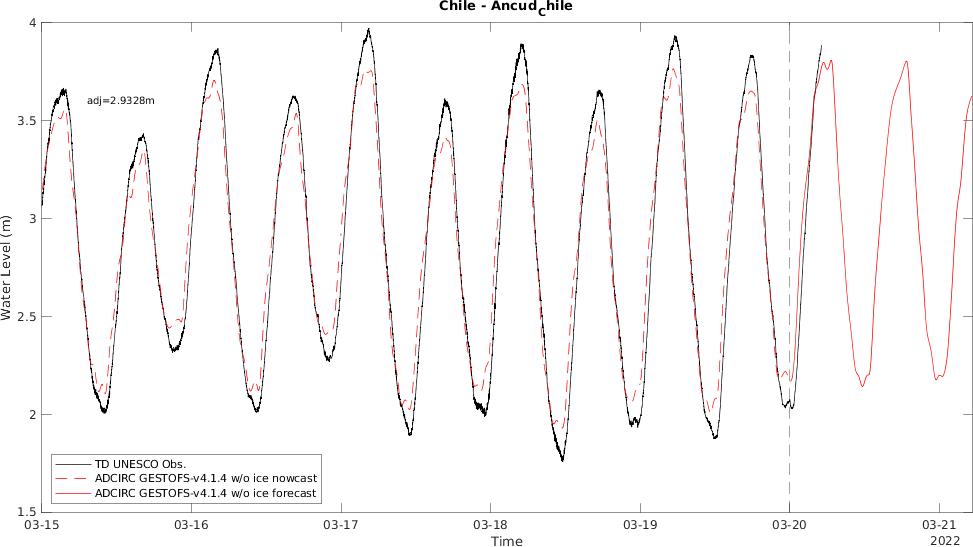 Chile - Ancud_Chile
4
adj=2.9328m
3.5
3
2.5
2
1.5
Water Level (m)
TD UNESCO Obs.
ADCIRC GESTOFS-v4.1.4 w/o ice nowcast
ADCIRC GESTOFS-v4.1.4 w/o ice forecast
03-15 03-16 03-17 03-18 03-19 03-20 03-21
Time 2022